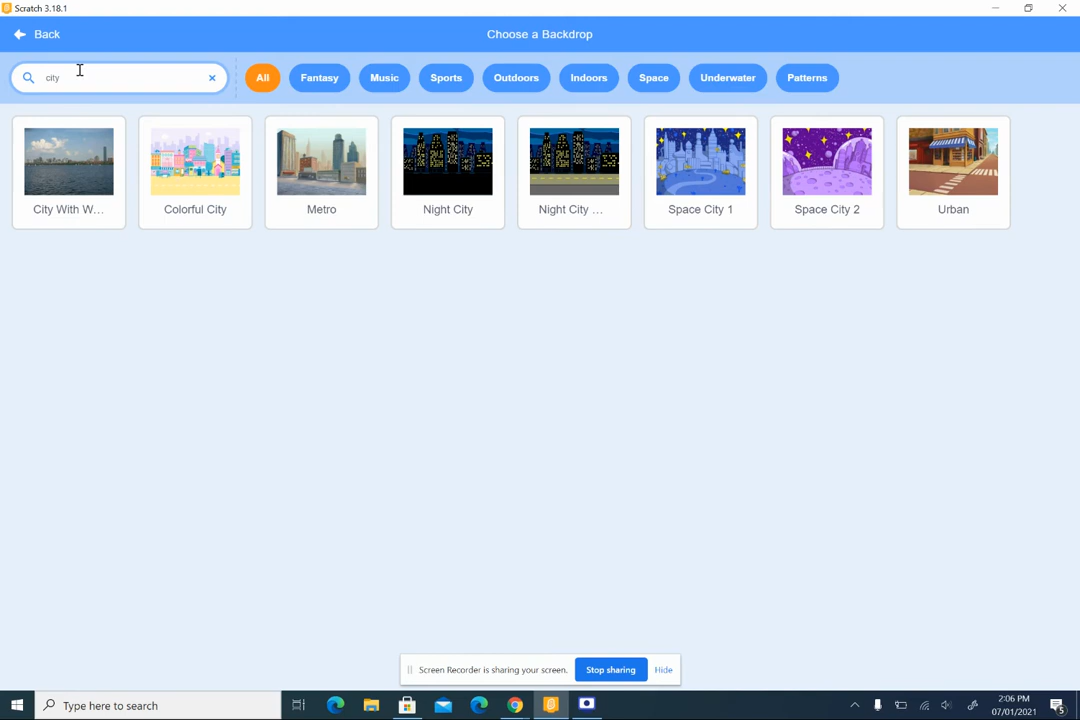 Scratch 3.18.1
Back
Choose a Backdrop
city
All
Fantasy
Music
Sports
Outdoors
Indoors
Space
Underwater
Patterns
City With W...
Colorful City
Metro
Night City
Night City ...
Space City 1
Space City 2
Urban
Screen Recorder is sharing your screen.
Stop sharing
Hide
Type here to search
2:06 PM
07/01/2021
5